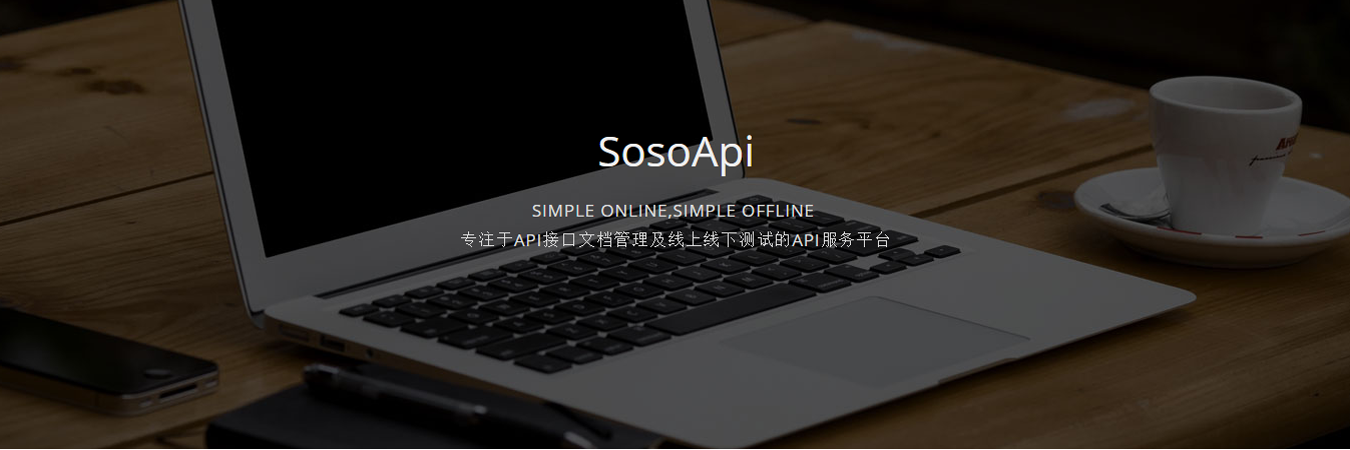 SosoApi
SIMPLE ONLINE,SIMPLE OFFLINE
专注于API接口文档管理及线上线下测试的API服务平台